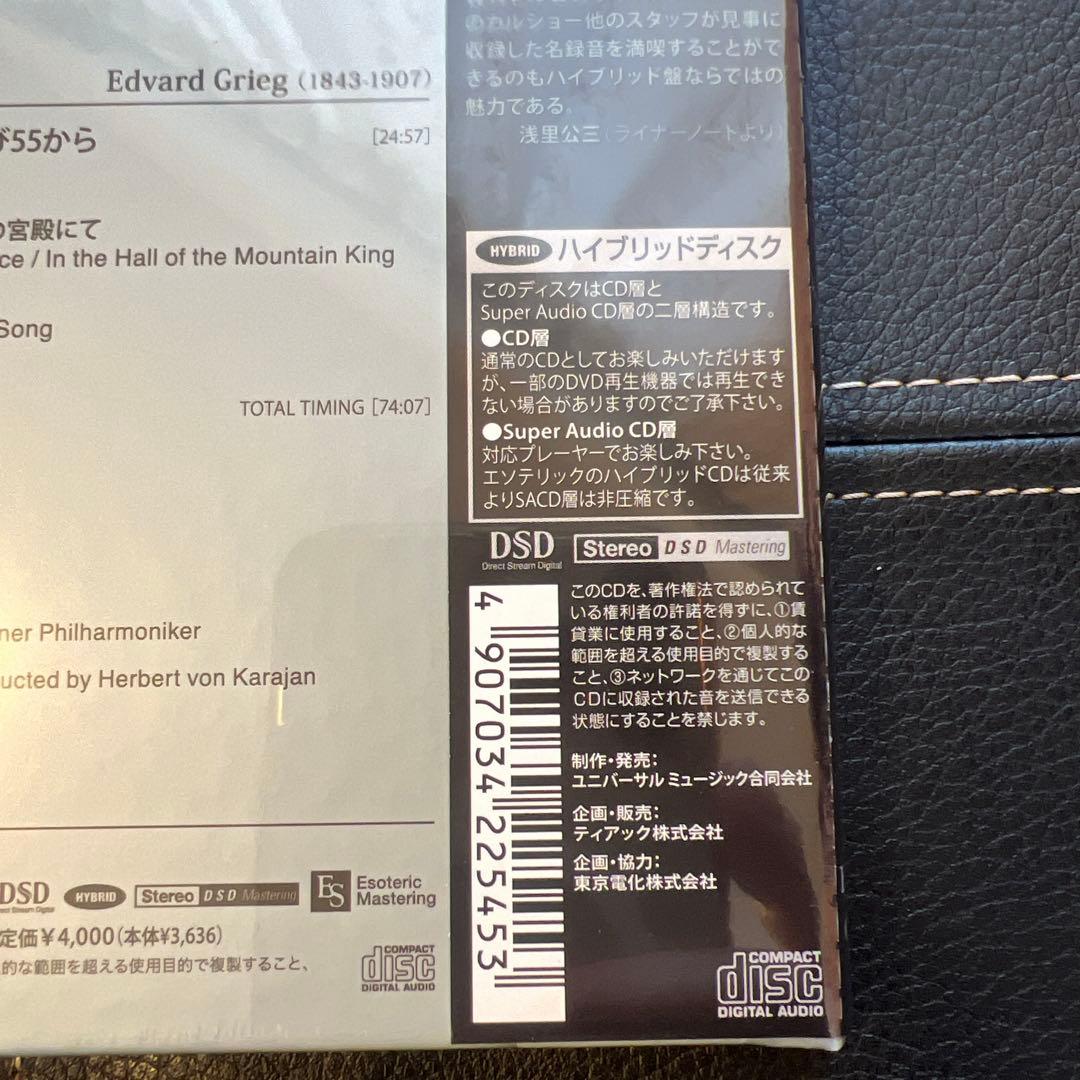 Edvard Grieg (1843-1907)
び55から
[24:57]
の宮殿にて
ce / In the Hall of the Mountain King
Song
TOTAL TIMING [74:07]
ner Philharmoniker
ucted by Herbert von Karajan
DSD
Direct Stream Digital
HYBRID
Stereo DSD Mastering
ES
Esoteric
Mastering
定価¥4,000(本体¥3,636)
的な範囲を超える使用目的で複製すること、
COMPACT
disc
DIGITAL AUDIO
のカルショー他のスタッフが見事に
収録した名録音を満喫することがで
きるのもハイブリッド盤ならではの
魅力である。
浅里公三(ライナーノートより)
HYBRID ハイブリッドディスク
このディスクはCD層と
Super Audio CD層の二層構造です。
●CD層
通常のCDとしてお楽しみいただけます
が、一部のDVD再生機器では再生でき
ない場合がありますのでご了承下さい。
●Super Audio CD層
対応プレーヤーでお楽しみ下さい。
エソテリックのハイブリッドCDは従来
よりSACD層は非圧縮です。
DSD
Direct Stream Digital
Stereo DSD Mastering
4 907034 225453
このCDを、著作権法で認められて
いる権利者の許諾を得ずに、①賃
貸業に使用すること、②個人的な
範囲を超える使用目的で複製する
こと、③ネットワークを通じてこの
CDに収録された音を送信できる
状態にすることを禁じます。
制作・発売：
ユニバーサル ミュージック合同会社
企画・販売：
ティアック株式会社
企画・協力：
東京電化株式会社
COMPACT
disc
DIGITAL AUDIO